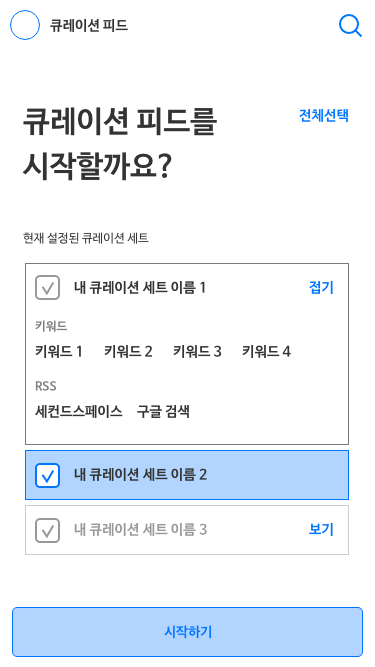 큐레이션 피드
큐레이션 피드를
전체선택
시작할까요?
현재 설정된 큐레이션 세트
내 큐레이션 세트 이름 1
접기
키워드
키워드 1 키워드 2 키워드 3 키워드 4
RSS
세컨드스페이스 구글 검색
내 큐레이션 세트 이름 2
내 큐레이션 세트 이름 3
보기
시작하기